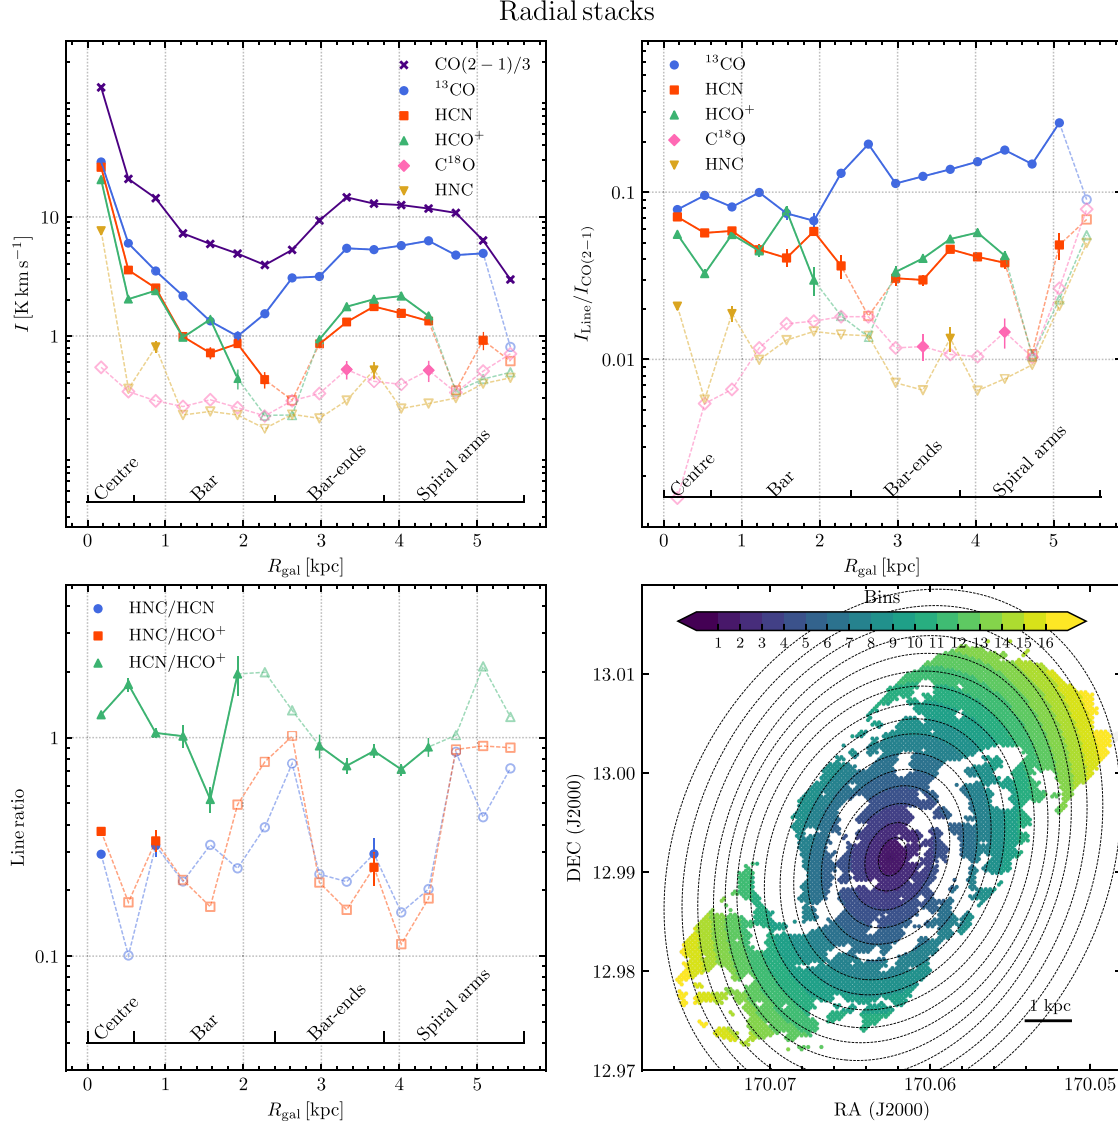 Radial stacks
CO(2 − 1)/3
¹³CO
HCN
HCO⁺
C¹⁸O
HNC
10
1
I [K km s⁻¹]
Centre
Bar
Bar-ends
Spiral arms
0 1 2 3 4 5
R_gal [kpc]
¹³CO
HCN
HCO⁺
C¹⁸O
HNC
0.1
0.01
I_Line/I_CO(2−1)
Centre
Bar
Bar-ends
Spiral arms
0 1 2 3 4 5
R_gal [kpc]
HNC/HCN
HNC/HCO⁺
HCN/HCO⁺
1
0.1
Line ratio
Centre
Bar
Bar-ends
Spiral arms
0 1 2 3 4 5
R_gal [kpc]
Bins
1 2 3 4 5 6 7 8 9 10 11 12 13 14 15 16
13.01
13.00
12.99
12.98
12.97
DEC (J2000)
1 kpc
170.07 170.06 170.05
RA (J2000)